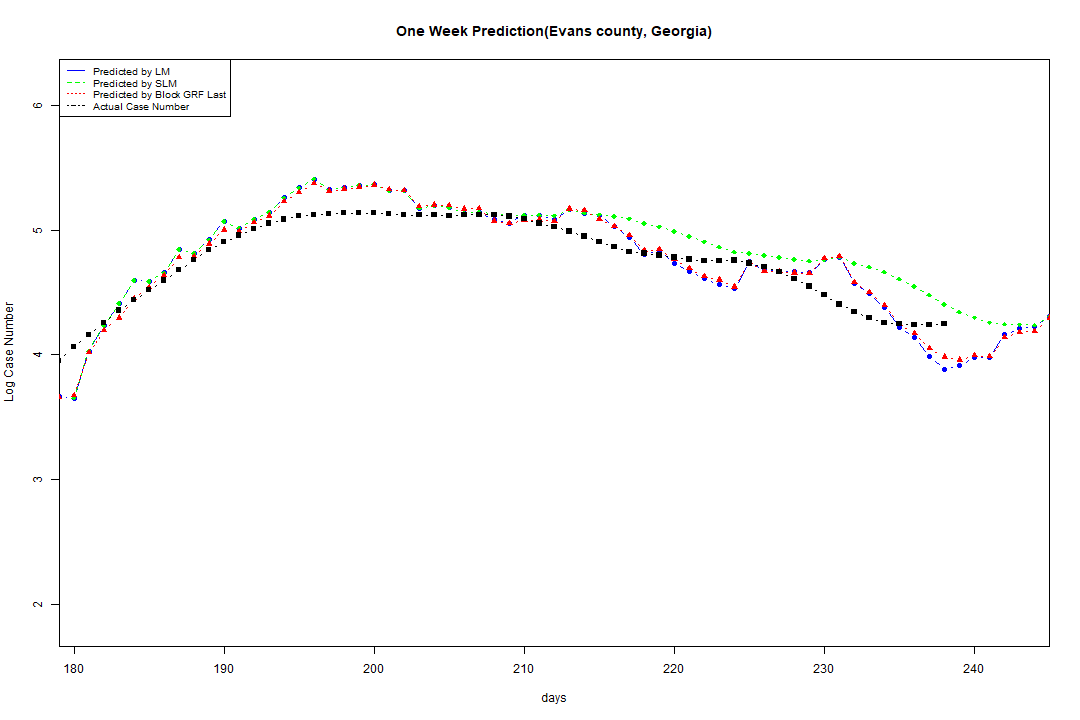 One Week Prediction(Evans county, Georgia)
Predicted by LM
Predicted by SLM
Predicted by Block GRF Last
Actual Case Number
6
5
4
3
2
Log Case Number
180 190 200 210 220 230 240
days